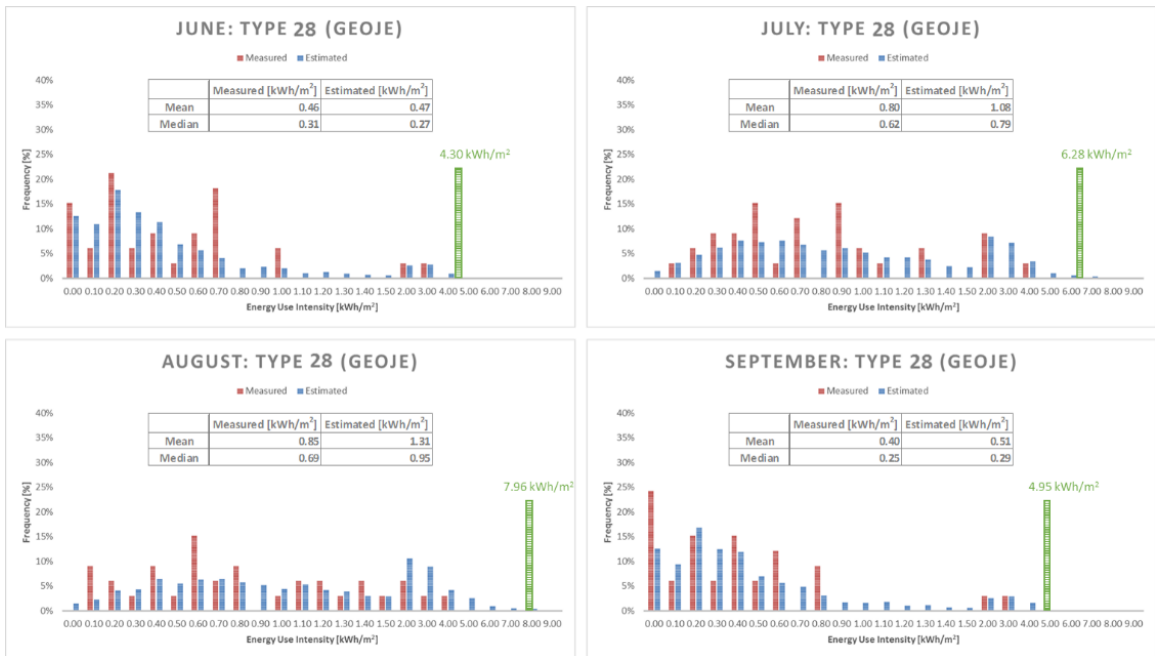 JUNE: TYPE 28 (GEOJE)
Measured Estimated
40%
35%
30%
25%
20%
15%
10%
5%
0%
Frequency [%]
Measured [kWh/m²] Estimated [kWh/m²]
Mean 0.46 0.47
Median 0.31 0.27
4.30 kWh/m²
0.00 0.10 0.20 0.30 0.40 0.50 0.60 0.70 0.80 0.90 1.00 1.10 1.20 1.30 1.40 1.50 2.00 3.00 4.00 5.00 6.00 7.00 8.00 9.00
Energy Use Intensity [kWh/m²]
JULY: TYPE 28 (GEOJE)
Measured Estimated
40%
35%
30%
25%
20%
15%
10%
5%
0%
Frequency [%]
Measured [kWh/m²] Estimated [kWh/m²]
Mean 0.80 1.08
Median 0.62 0.79
6.28 kWh/m²
0.00 0.10 0.20 0.30 0.40 0.50 0.60 0.70 0.80 0.90 1.00 1.10 1.20 1.30 1.40 1.50 2.00 3.00 4.00 5.00 6.00 7.00 8.00 9.00
Energy Use Intensity [kWh/m²]
AUGUST: TYPE 28 (GEOJE)
Measured Estimated
40%
35%
30%
25%
20%
15%
10%
5%
0%
Frequency [%]
Measured [kWh/m²] Estimated [kWh/m²]
Mean 0.85 1.31
Median 0.69 0.95
7.96 kWh/m²
0.00 0.10 0.20 0.30 0.40 0.50 0.60 0.70 0.80 0.90 1.00 1.10 1.20 1.30 1.40 1.50 2.00 3.00 4.00 5.00 6.00 7.00 8.00 9.00
Energy Use Intensity [kWh/m²]
SEPTEMBER: TYPE 28 (GEOJE)
Measured Estimated
40%
35%
30%
25%
20%
15%
10%
5%
0%
Frequency [%]
Measured [kWh/m²] Estimated [kWh/m²]
Mean 0.40 0.51
Median 0.25 0.29
4.95 kWh/m²
0.00 0.10 0.20 0.30 0.40 0.50 0.60 0.70 0.80 0.90 1.00 1.10 1.20 1.30 1.40 1.50 2.00 3.00 4.00 5.00 6.00 7.00 8.00 9.00
Energy Use Intensity [kWh/m²]